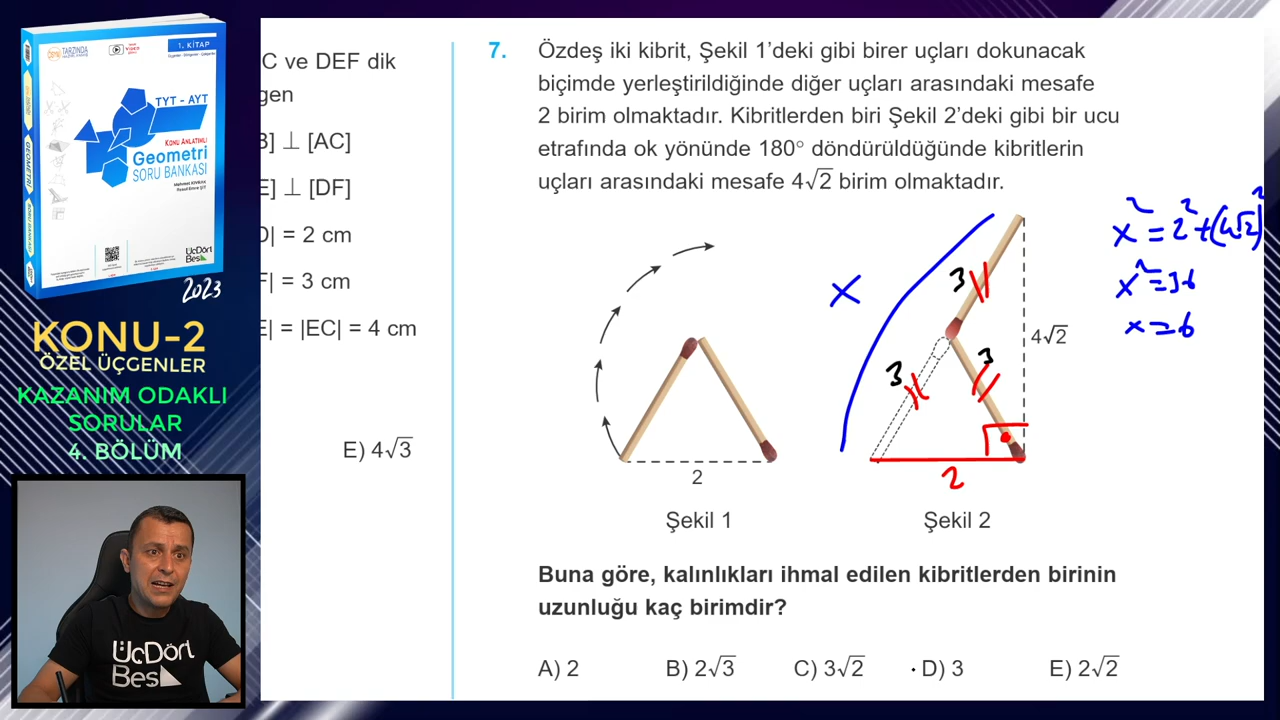 TARZINDA
1. KİTAP
TYT - AYT
KONU ANLATIMLI
Geometri
SORU BANKASI
GEOMETRİ
ÜçDört
Beş
2023
KONU-2
ÖZEL ÜÇGENLER
KAZANIM ODAKLI
SORULAR
4. BÖLÜM
ÜçDört
Beş
C ve DEF dik
gen
3] ⊥ [AC]
E] ⊥ [DF]
D| = 2 cm
F| = 3 cm
E| = |EC| = 4 cm
E) 4√3
7. Özdeş iki kibrit, Şekil 1’deki gibi birer uçları dokunacak
biçimde yerleştirildiğinde diğer uçları arasındaki mesafe
2 birim olmaktadır. Kibritlerden biri Şekil 2’deki gibi bir ucu
etrafında ok yönünde 180° döndürüldüğünde kibritlerin
uçları arasındaki mesafe 4√2 birim olmaktadır.
x² = 2² + (4√2)²
x² = 36
x = 6
x
3
3
3
4√2
2
2
Şekil 1
Şekil 2
Buna göre, kalınlıkları ihmal edilen kibritlerden birinin
uzunluğu kaç birimdir?
A) 2 B) 2√3 C) 3√2 D) 3 E) 2√2